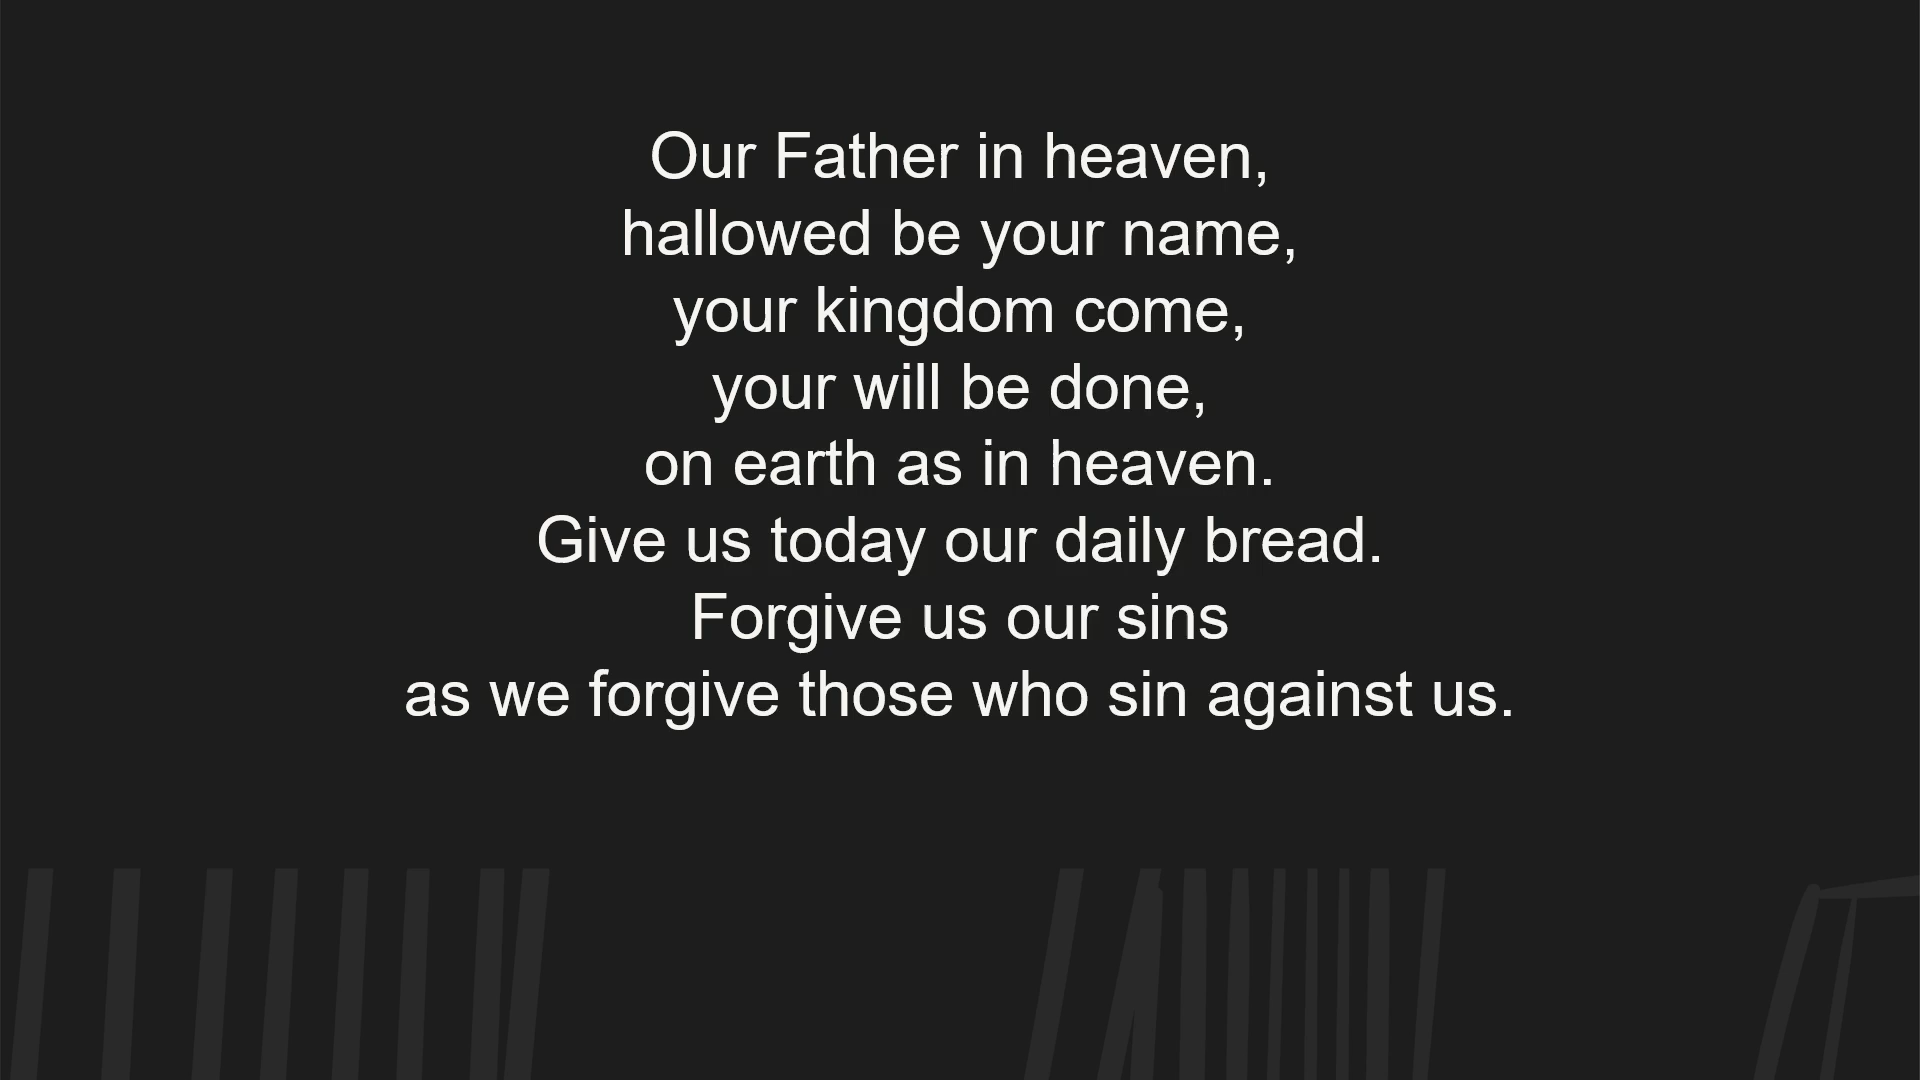 Our Father in heaven,
hallowed be your name,
your kingdom come,
your will be done,
on earth as in heaven.
Give us today our daily bread.
Forgive us our sins
as we forgive those who sin against us.